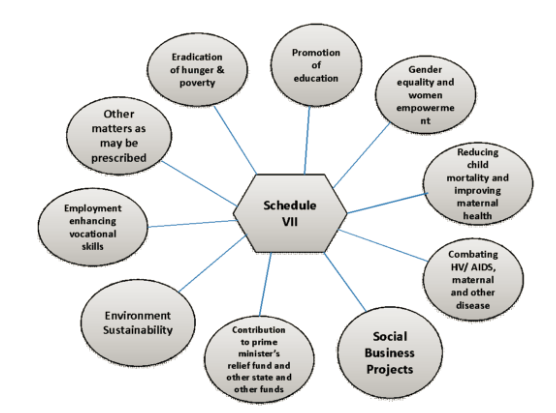 Eradication
of hunger &
poverty
Promotion
of
education
Gender
equality and
women
empowerme
nt
Other
matters as
may be
prescribed
Reducing
child
mortality and
improving
maternal
health
Schedule
VII
Employment
enhancing
vocational
skills
Combating
HV/ AIDS,
maternal
and other
disease
Environment
Sustainability
Contribution
to prime
minister's
relief fund and
other state and
other funds
Social
Business
Projects